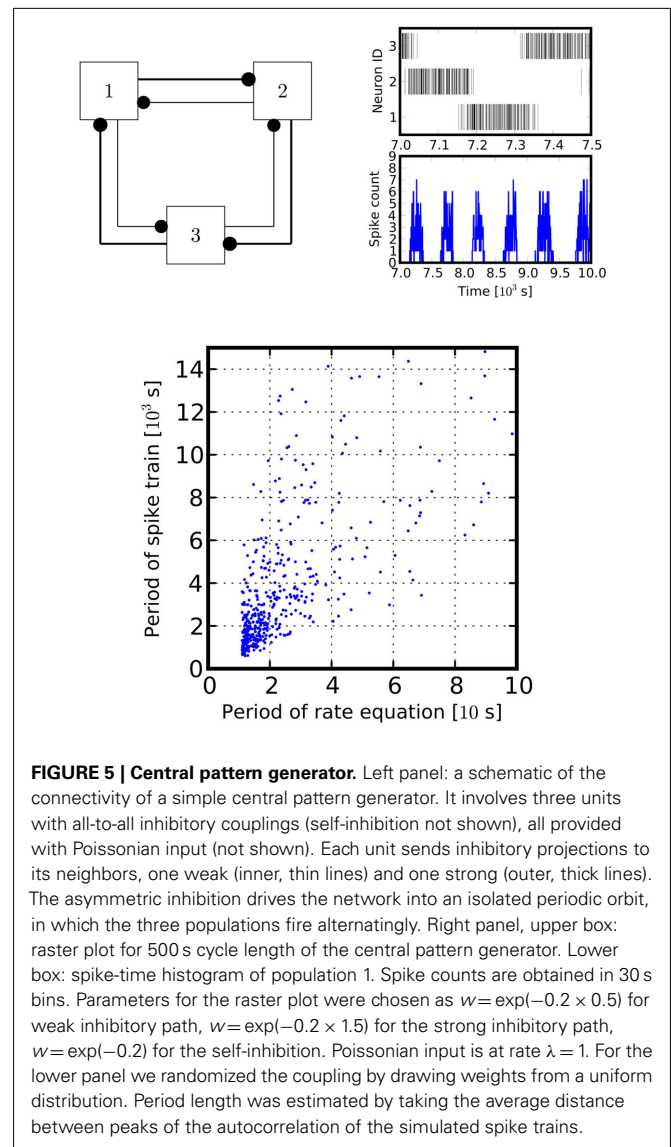 1
2
3
Neuron ID
3
2
1
7.0 7.1 7.2 7.3 7.4 7.5
Spike count
9
8
7
6
5
4
3
2
1
0
7.0 7.5 8.0 8.5 9.0 9.5 10.0
Time [10³ s]
Period of spike train [10³ s]
14
12
10
8
6
4
2
0
0 2 4 6 8 10
Period of rate equation [10 s]
FIGURE 5 | Central pattern generator. Left panel: a schematic of the
connectivity of a simple central pattern generator. It involves three units
with all-to-all inhibitory couplings (self-inhibition not shown), all provided
with Poissonian input (not shown). Each unit sends inhibitory projections to
its neighbors, one weak (inner, thin lines) and one strong (outer, thick lines).
The asymmetric inhibition drives the network into an isolated periodic orbit,
in which the three populations fire alternatingly. Right panel, upper box:
raster plot for 500 s cycle length of the central pattern generator. Lower
box: spike-time histogram of population 1. Spike counts are obtained in 30 s
bins. Parameters for the raster plot were chosen as w = exp(−0.2 × 0.5) for
weak inhibitory path, w = exp(−0.2 × 1.5) for the strong inhibitory path,
w = exp(−0.2) for the self-inhibition. Poissonian input is at rate λ = 1. For the
lower panel we randomized the coupling by drawing weights from a uniform
distribution. Period length was estimated by taking the average distance
between peaks of the autocorrelation of the simulated spike trains.